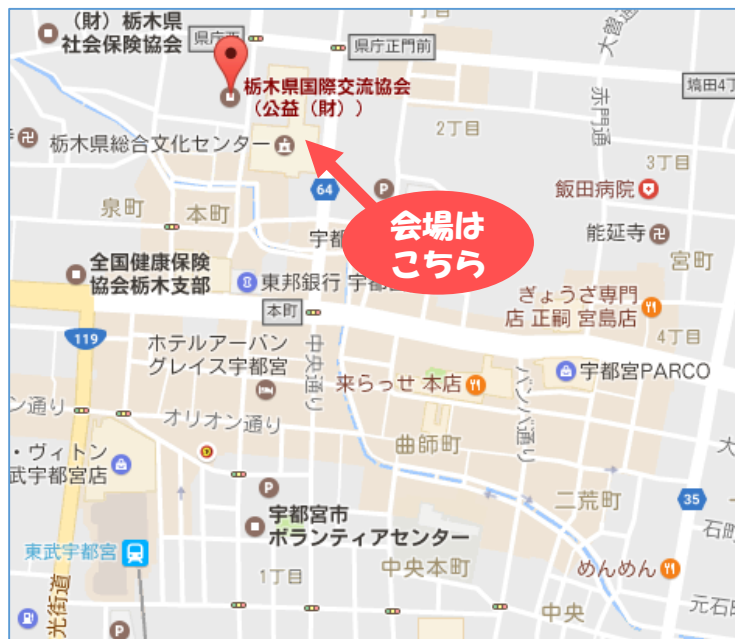 （財）栃木県
社会保険協会
県庁正門前
大曽通
塙田4丁
栃木県国際交流協会
（公益（財））
2丁目
赤門通
栃木県総合文化センター
3丁目
64
P
飯田病院
泉町
本町
会場は
こちら
能延寺
宮町
全国健康保険
協会栃木支部
東邦銀行 宇都
ぎょうざ専門
店 正嗣 宮島店
本町
119
4丁目
ホテルアーバン
グレイス宇都宮
中央通り
宇都宮PARCO
来らっせ 本店
バンバ通り
ン通り
オリオン通り
曲師町
・ヴィトン
武宇都宮店
P
二荒町
35
宇都宮市
ボランティアセンター
石町
東武宇都宮
1丁目
中央本町
めんめん
光街道
中央
元石田
P